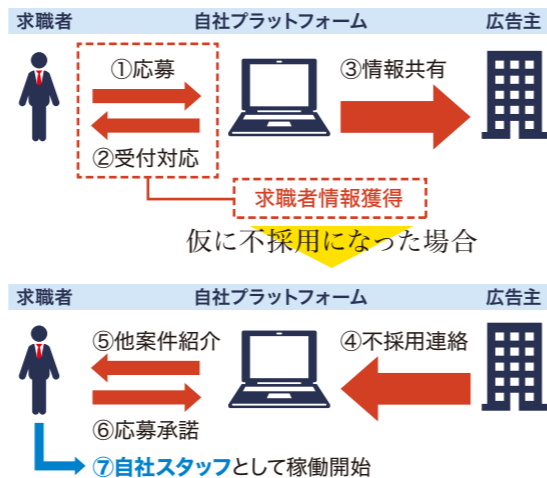 求職者 自社プラットフォーム 広告主
①応募 ③情報共有
②受付対応
求職者情報獲得
仮に不採用になった場合
求職者 自社プラットフォーム 広告主
⑤他案件紹介 ④不採用連絡
⑥応募承諾
⑦自社スタッフとして稼働開始